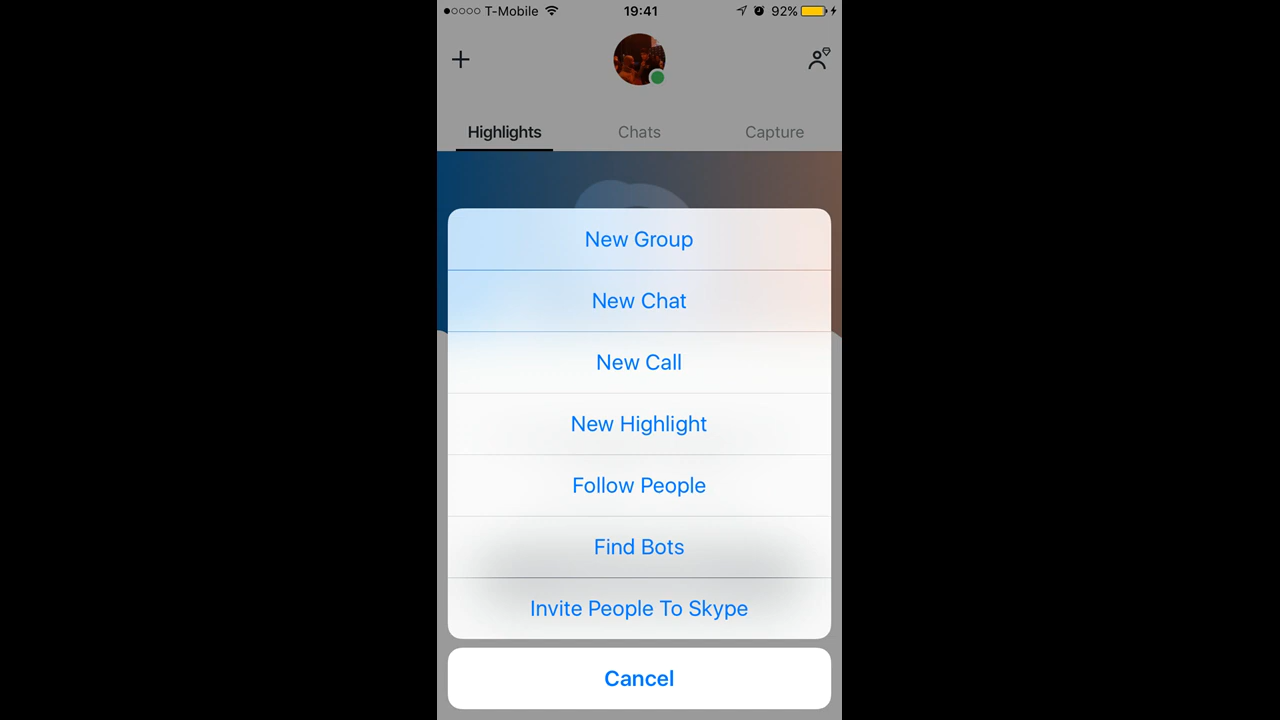 T-Mobile 19:41 92%
Highlights Chats Capture
New Group
New Chat
New Call
New Highlight
Follow People
Find Bots
Invite People To Skype
Cancel